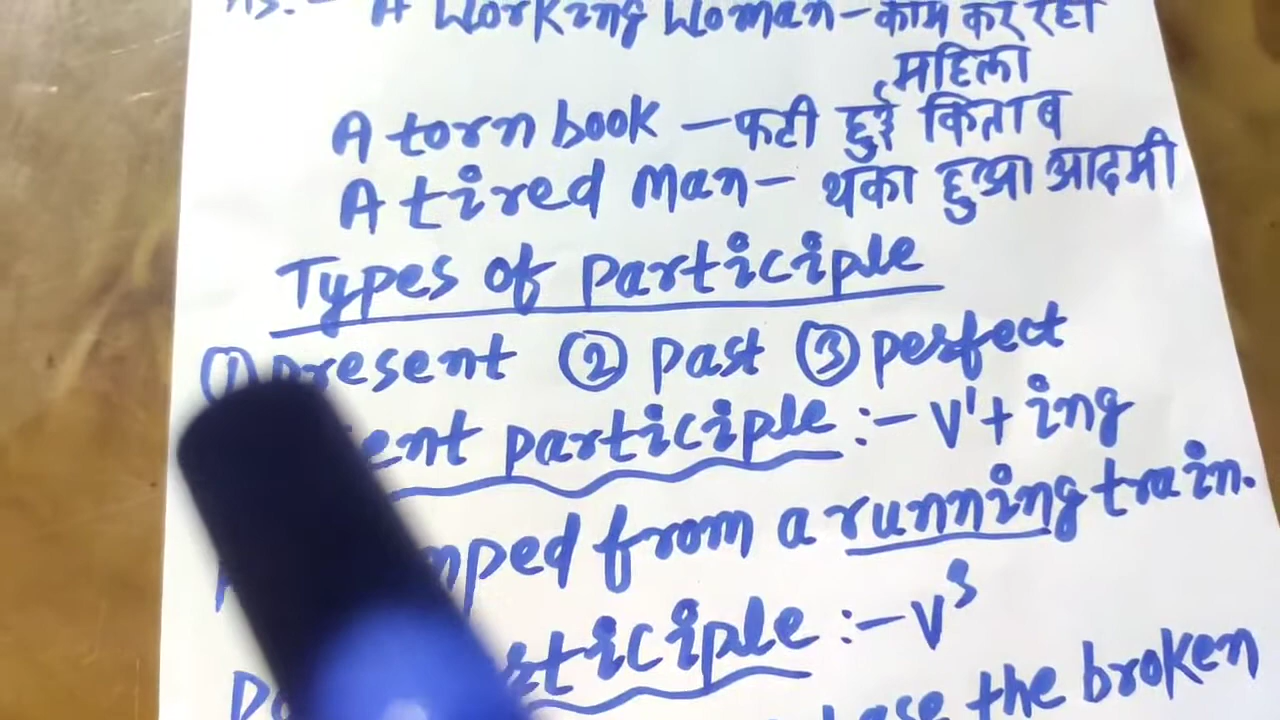 A Working Woman - काम कर रही
महिला
A torn book - फटी हुई किताब
A tired man - थका हुआ आदमी
Types of participle
① present ② past ③ perfect
participle :- V¹+ ing
from a running train.
:- V³
the broken